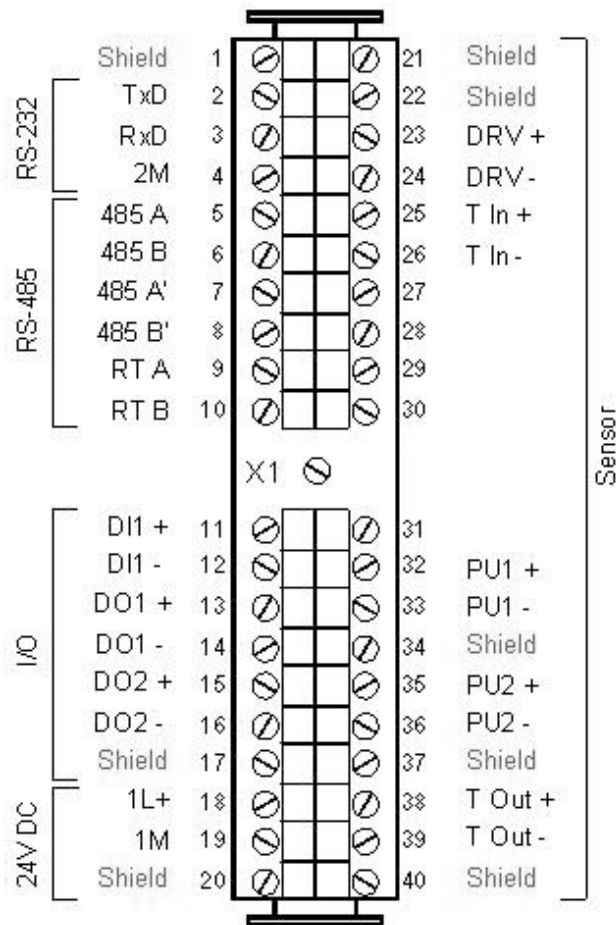 Shield 1 21 Shield
TxD 2 22 Shield
RxD 3 23 DRV +
2M 4 24 DRV -
RS-232
485 A 5 25 T In +
485 B 6 26 T In -
485 A' 7 27
485 B' 8 28
RT A 9 29
RT B 10 30
RS-485
X1
Sensor
DI1 + 11 31
DI1 - 12 32 PU1 +
DO1 + 13 33 PU1 -
DO1 - 14 34 Shield
DO2 + 15 35 PU2 +
DO2 - 16 36 PU2 -
Shield 17 37 Shield
I/O
1L+ 18 38 T Out +
1M 19 39 T Out -
Shield 20 40 Shield
24V DC